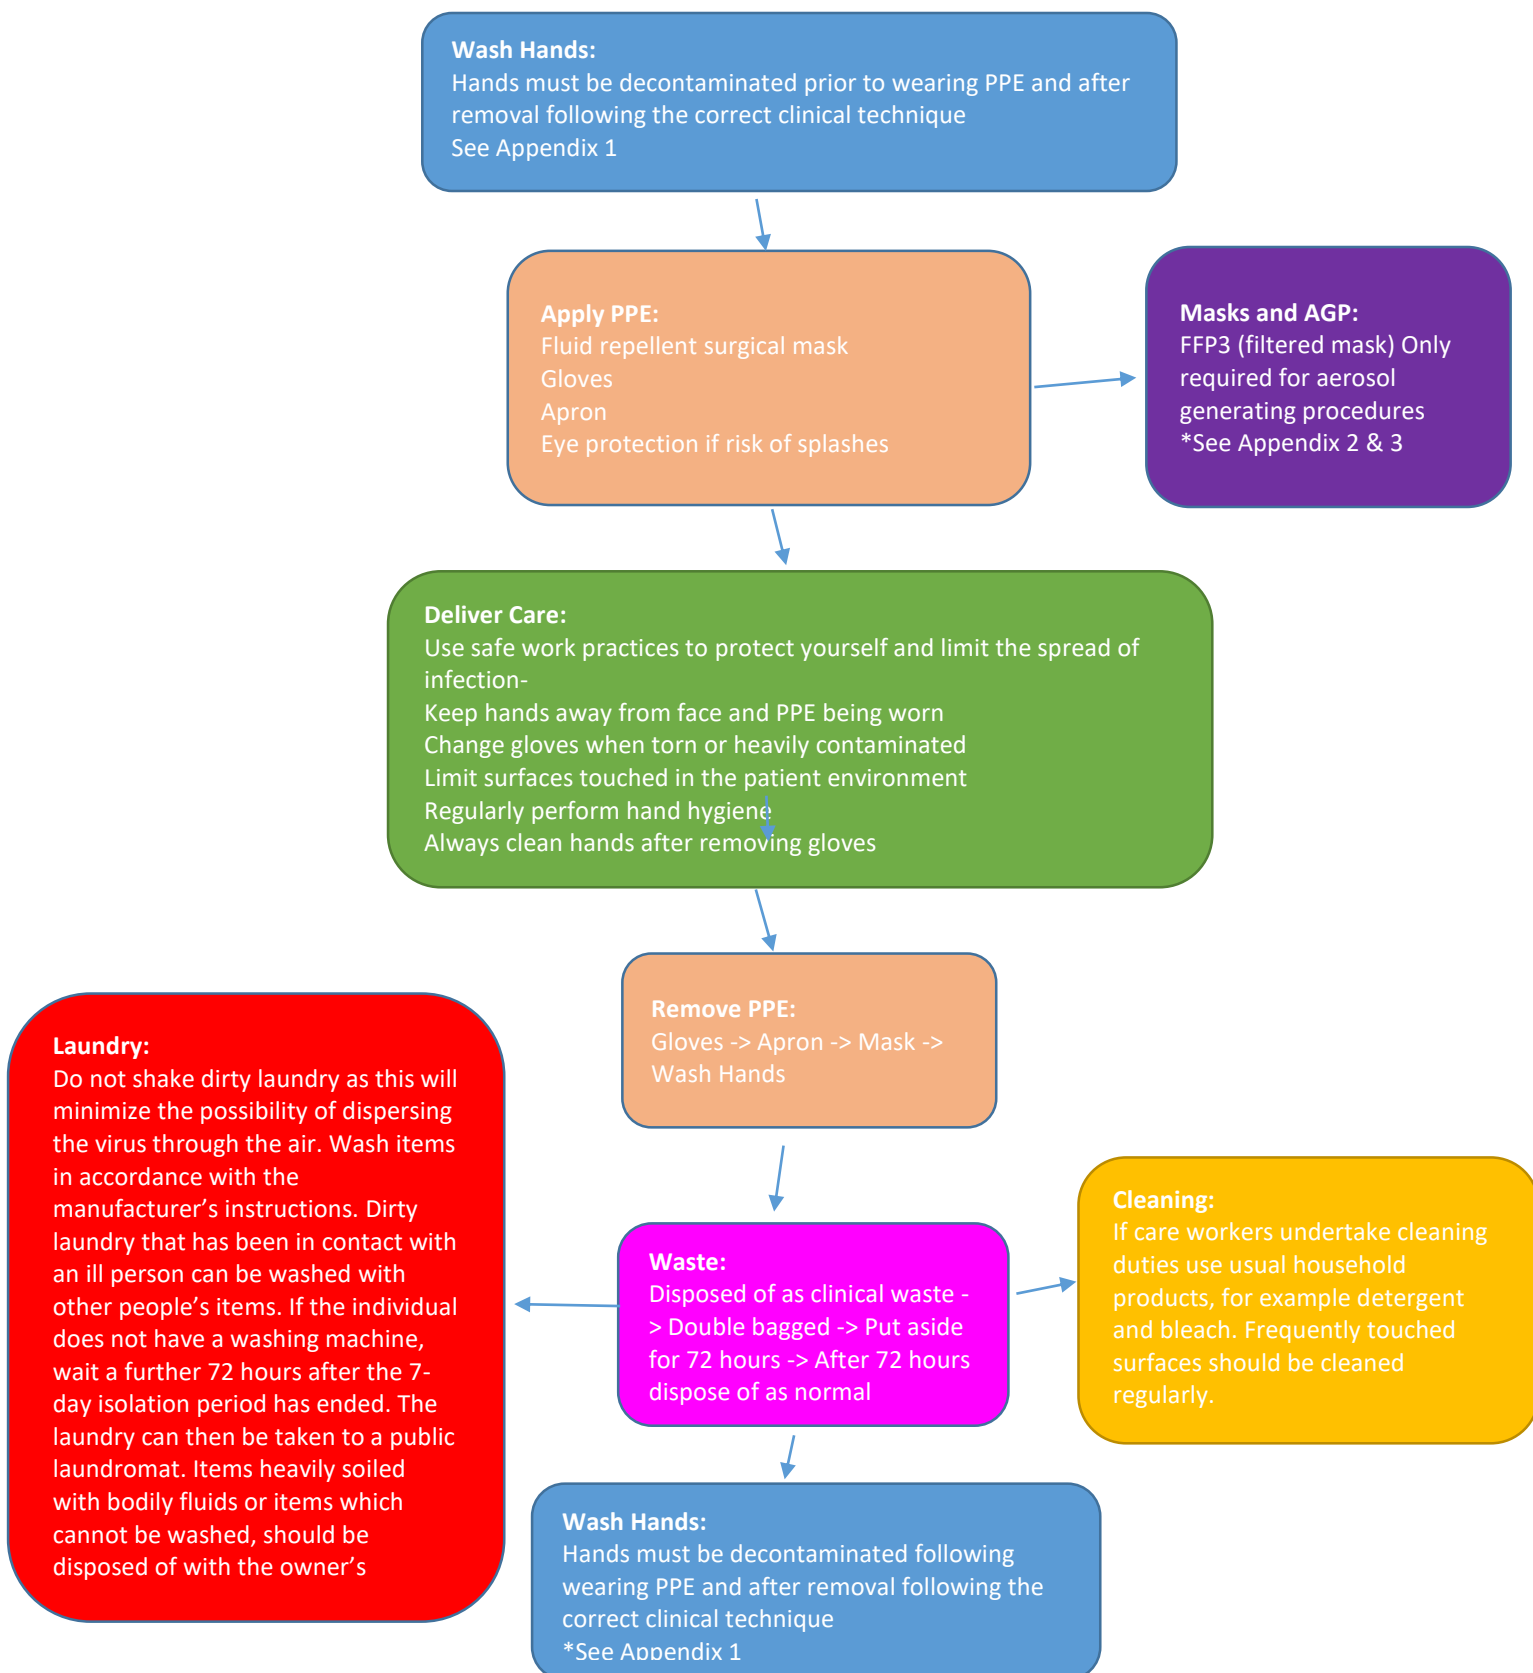 Wash Hands:
Hands must be decontaminated prior to wearing PPE and after
removal following the correct clinical technique
See Appendix 1
Apply PPE:
Fluid repellent surgical mask
Gloves
Apron
Eye protection if risk of splashes
Masks and AGP:
FFP3 (filtered mask) Only
required for aerosol
generating procedures
*See Appendix 2 & 3
Deliver Care:
Use safe work practices to protect yourself and limit the spread of
infection-
Keep hands away from face and PPE being worn
Change gloves when torn or heavily contaminated
Limit surfaces touched in the patient environment
Regularly perform hand hygiene
Always clean hands after removing gloves
Remove PPE:
Gloves -> Apron -> Mask ->
Wash Hands
Laundry:
Do not shake dirty laundry as this will
minimize the possibility of dispersing
the virus through the air. Wash items
in accordance with the
manufacturer’s instructions. Dirty
laundry that has been in contact with
an ill person can be washed with
other people’s items. If the individual
does not have a washing machine,
wait a further 72 hours after the 7-
day isolation period has ended. The
laundry can then be taken to a public
laundromat. Items heavily soiled
with bodily fluids or items which
cannot be washed, should be
disposed of with the owner’s
Waste:
Disposed of as clinical waste -
> Double bagged -> Put aside
for 72 hours -> After 72 hours
dispose of as normal
Cleaning:
If care workers undertake cleaning
duties use usual household
products, for example detergent
and bleach. Frequently touched
surfaces should be cleaned
regularly.
Wash Hands:
Hands must be decontaminated following
wearing PPE and after removal following the
correct clinical technique
*See Appendix 1